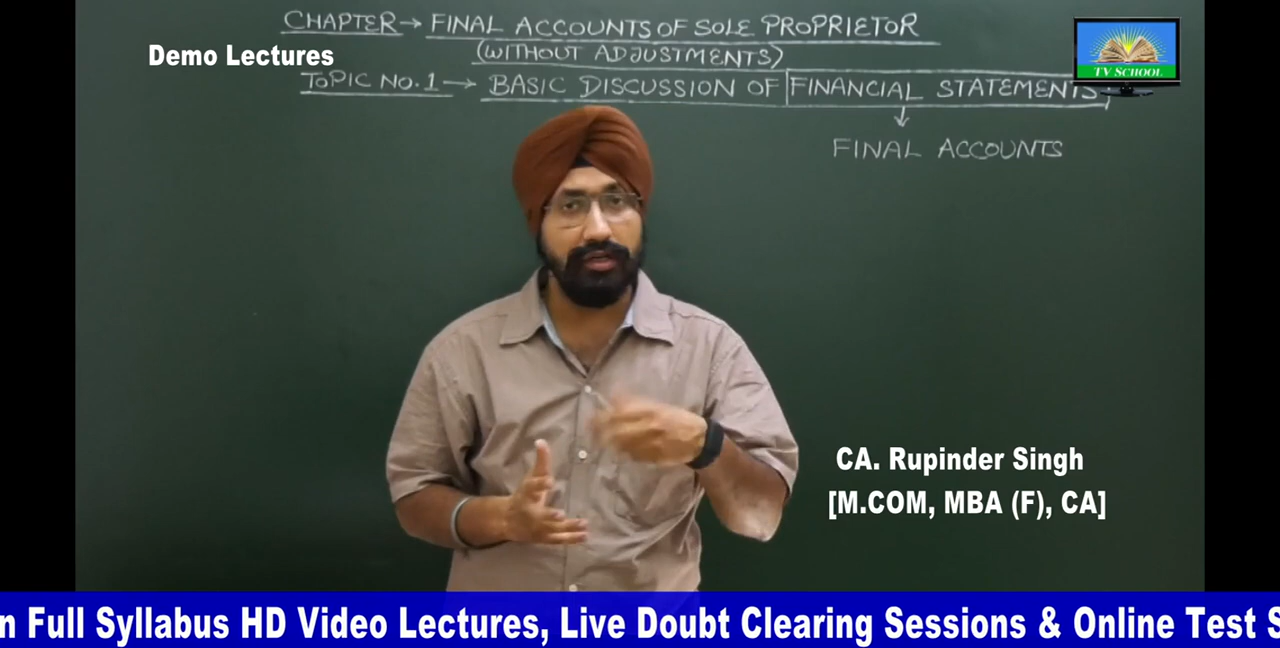 CHAPTER → FINAL ACCOUNTS OF SOLE PROPRIETOR
(WITHOUT ADJUSTMENTS)
Demo Lectures
TOPIC NO. 1 → BASIC DISCUSSION OF FINANCIAL STATEMENTS
TV SCHOOL
FINAL ACCOUNTS
CA. Rupinder Singh
[M.COM, MBA (F), CA]
n Full Syllabus HD Video Lectures, Live Doubt Clearing Sessions & Online Test S